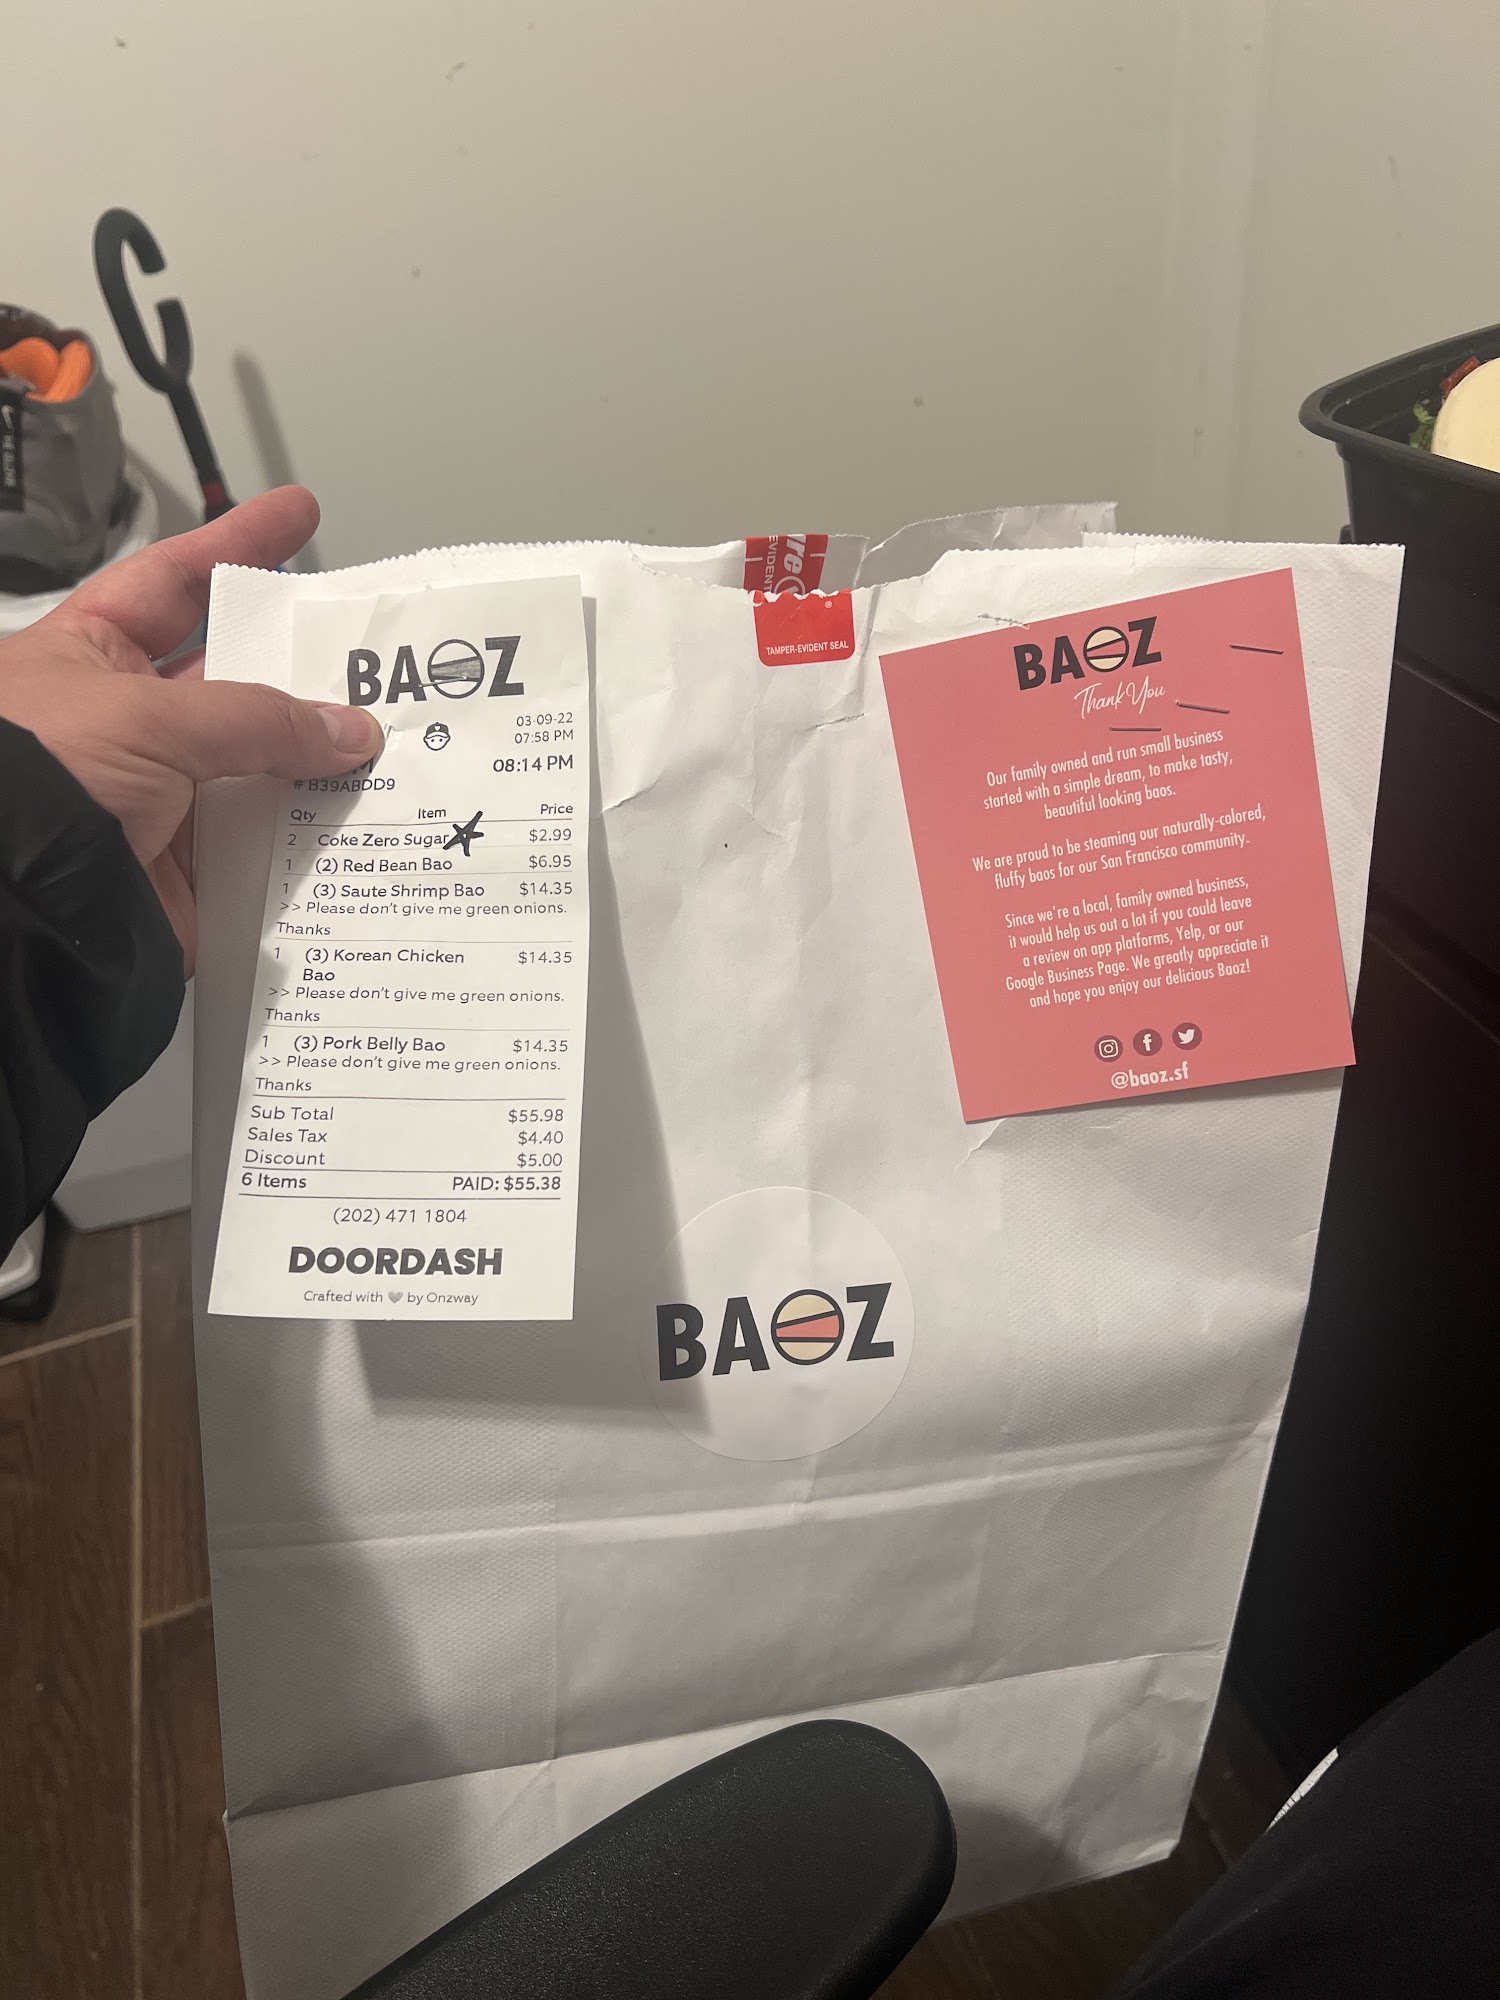 BAOZ
03-09-22
07:58 PM
08:14 PM
# B39ABDD9
Qty Item Price
2 Coke Zero Sugar $2.99
1 (2) Red Bean Bao $6.95
1 (3) Saute Shrimp Bao $14.35
>> Please don't give me green onions.
Thanks
1 (3) Korean Chicken $14.35
Bao
>> Please don't give me green onions.
Thanks
1 (3) Pork Belly Bao $14.35
>> Please don't give me green onions.
Thanks
Sub Total $55.98
Sales Tax $4.40
Discount $5.00
6 Items PAID: $55.38
(202) 471 1804
DOORDASH
Crafted with by Onzway
EVIDENT
®
TAMPER-EVIDENT SEAL
BAOZ
Thank You
Our family owned and run small business
started with a simple dream, to make tasty,
beautiful looking baos.
We are proud to be steaming our naturally-colored,
fluffy baos for our San Francisco community.
Since we're a local, family owned business,
it would help us out a lot if you could leave
a review on app platforms, Yelp, or our
Google Business Page. We greatly appreciate it
and hope you enjoy our delicious Baoz!
@baoz.sf
BAOZ